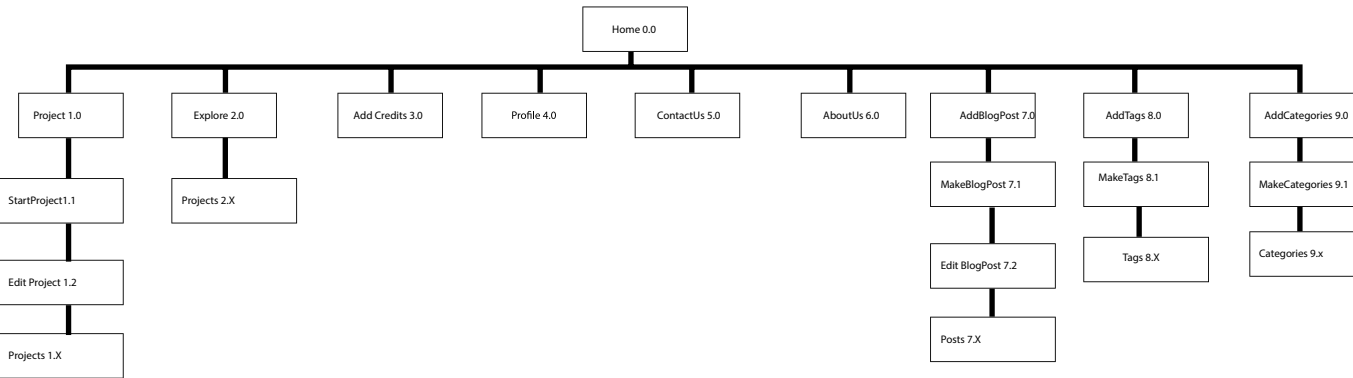 Home 0.0
Project 1.0
Explore 2.0
Add Credits 3.0
Profile 4.0
ContactUs 5.0
AboutUs 6.0
AddBlogPost 7.0
AddTags 8.0
AddCategories 9.0
StartProject1.1
Projects 2.X
MakeBlogPost 7.1
MakeTags 8.1
MakeCategories 9.1
Edit Project 1.2
Edit BlogPost 7.2
Tags 8.X
Categories 9.x
Projects 1.X
Posts 7.X